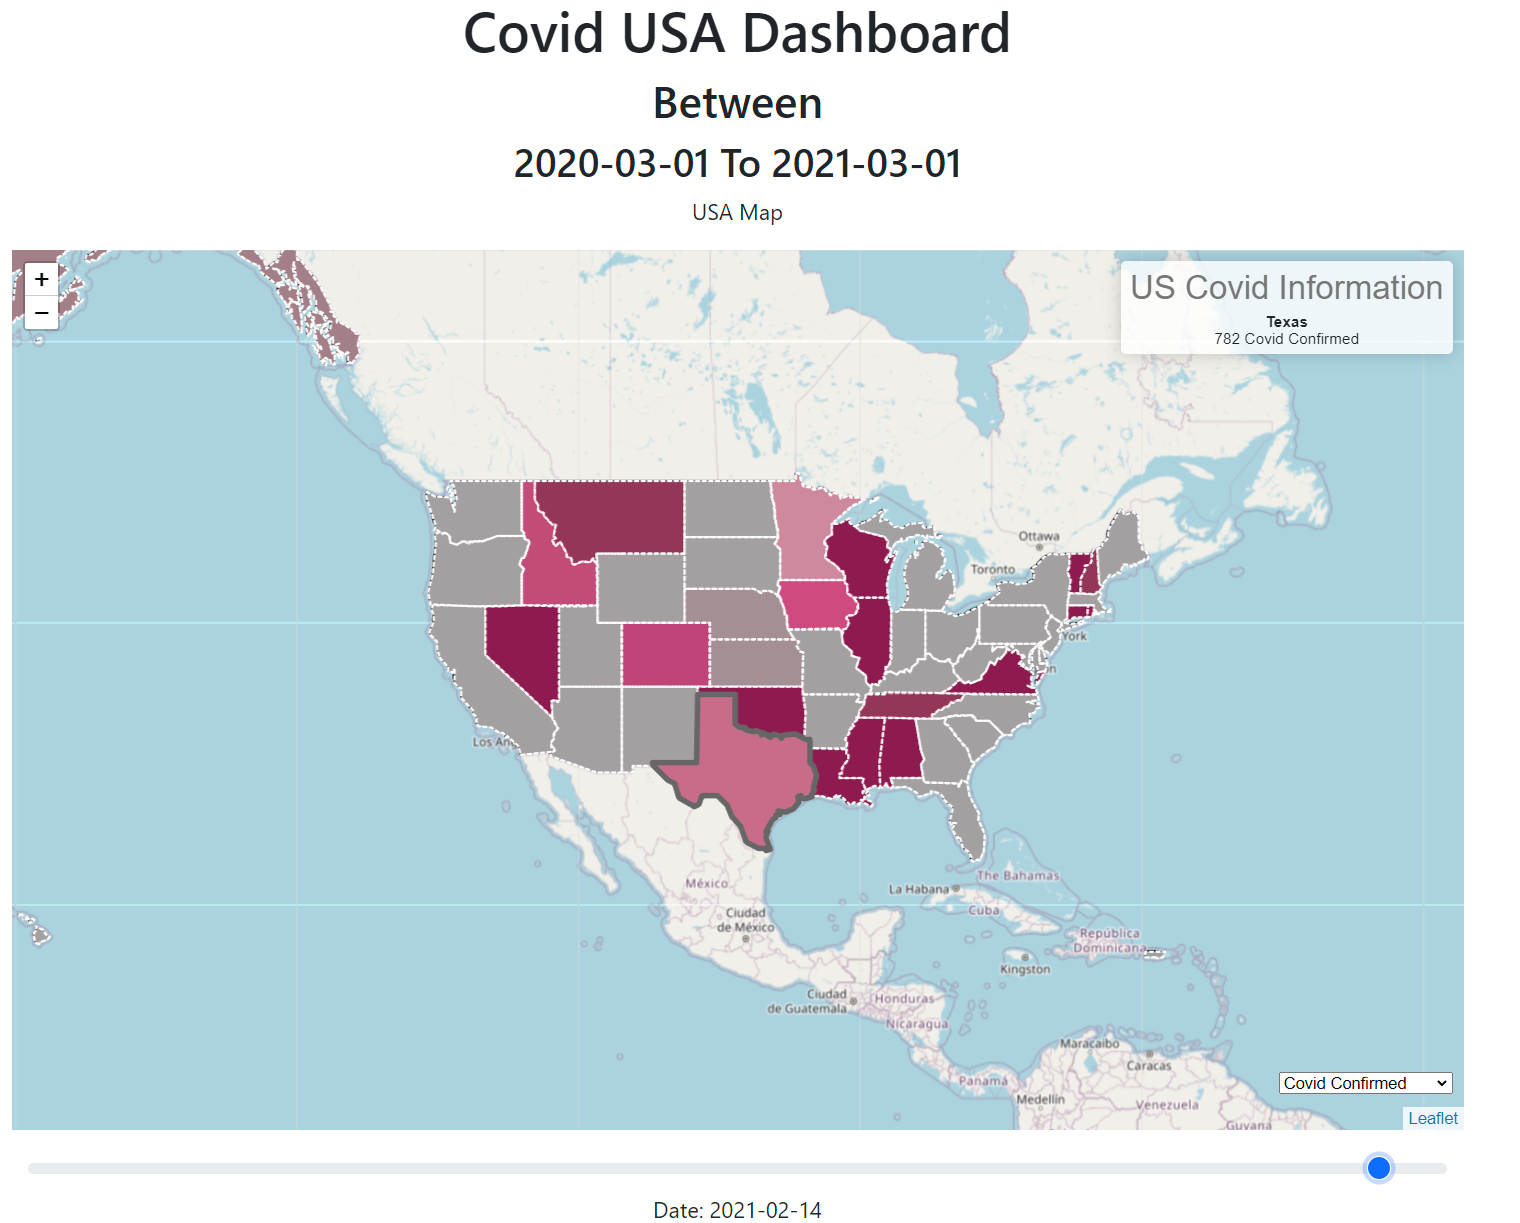 Covid USA Dashboard
Between
2020-03-01 To 2021-03-01
USA Map
+
−
US Covid Information
Texas
782 Covid Confirmed
Ottawa
Toronto
York
Los An
The Bahamas
La Habana
Cuba
México
Ciudad
de México
República
Dominicana
Kingston
Ciudad
de Guatemala
Honduras
Nicaragua
Maracaibo
Caracas
Panamá
Medellín
Venezuela
Guyana
Covid Confirmed
Leaflet
Date: 2021-02-14